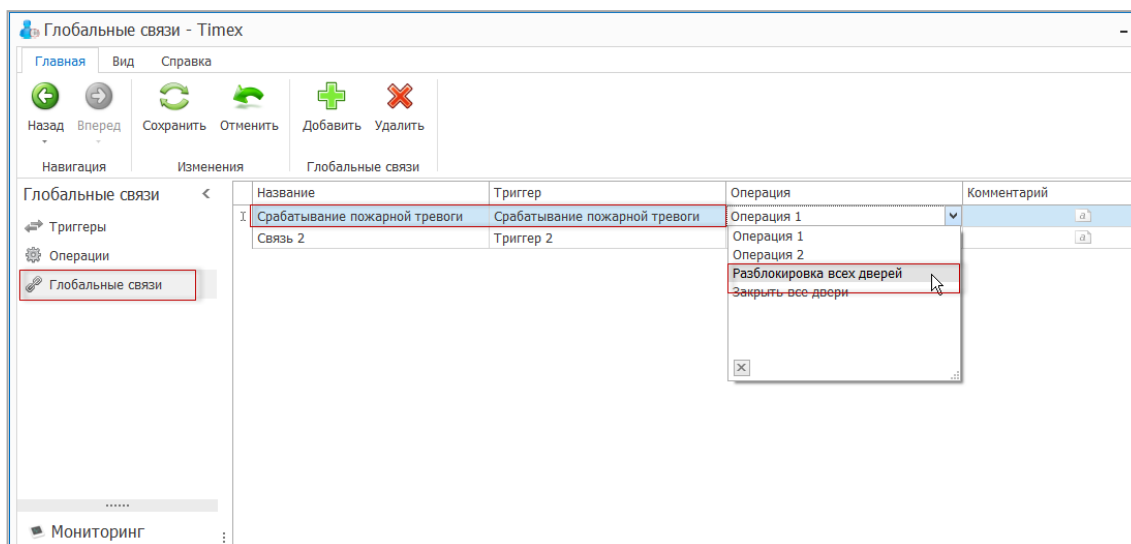 Глобальные связи - Timex
Главная Вид Справка
Назад Вперед Сохранить Отменить Добавить Удалить
Навигация Изменения Глобальные связи
Глобальные связи
Название Триггер Операция Комментарий
Срабатывание пожарной тревоги Срабатывание пожарной тревоги Операция 1
Триггеры
Связь 2 Триггер 2 Операция 1
Операции
Операция 2
Глобальные связи
Разблокировка всех дверей
Закрыть все двери
Мониторинг